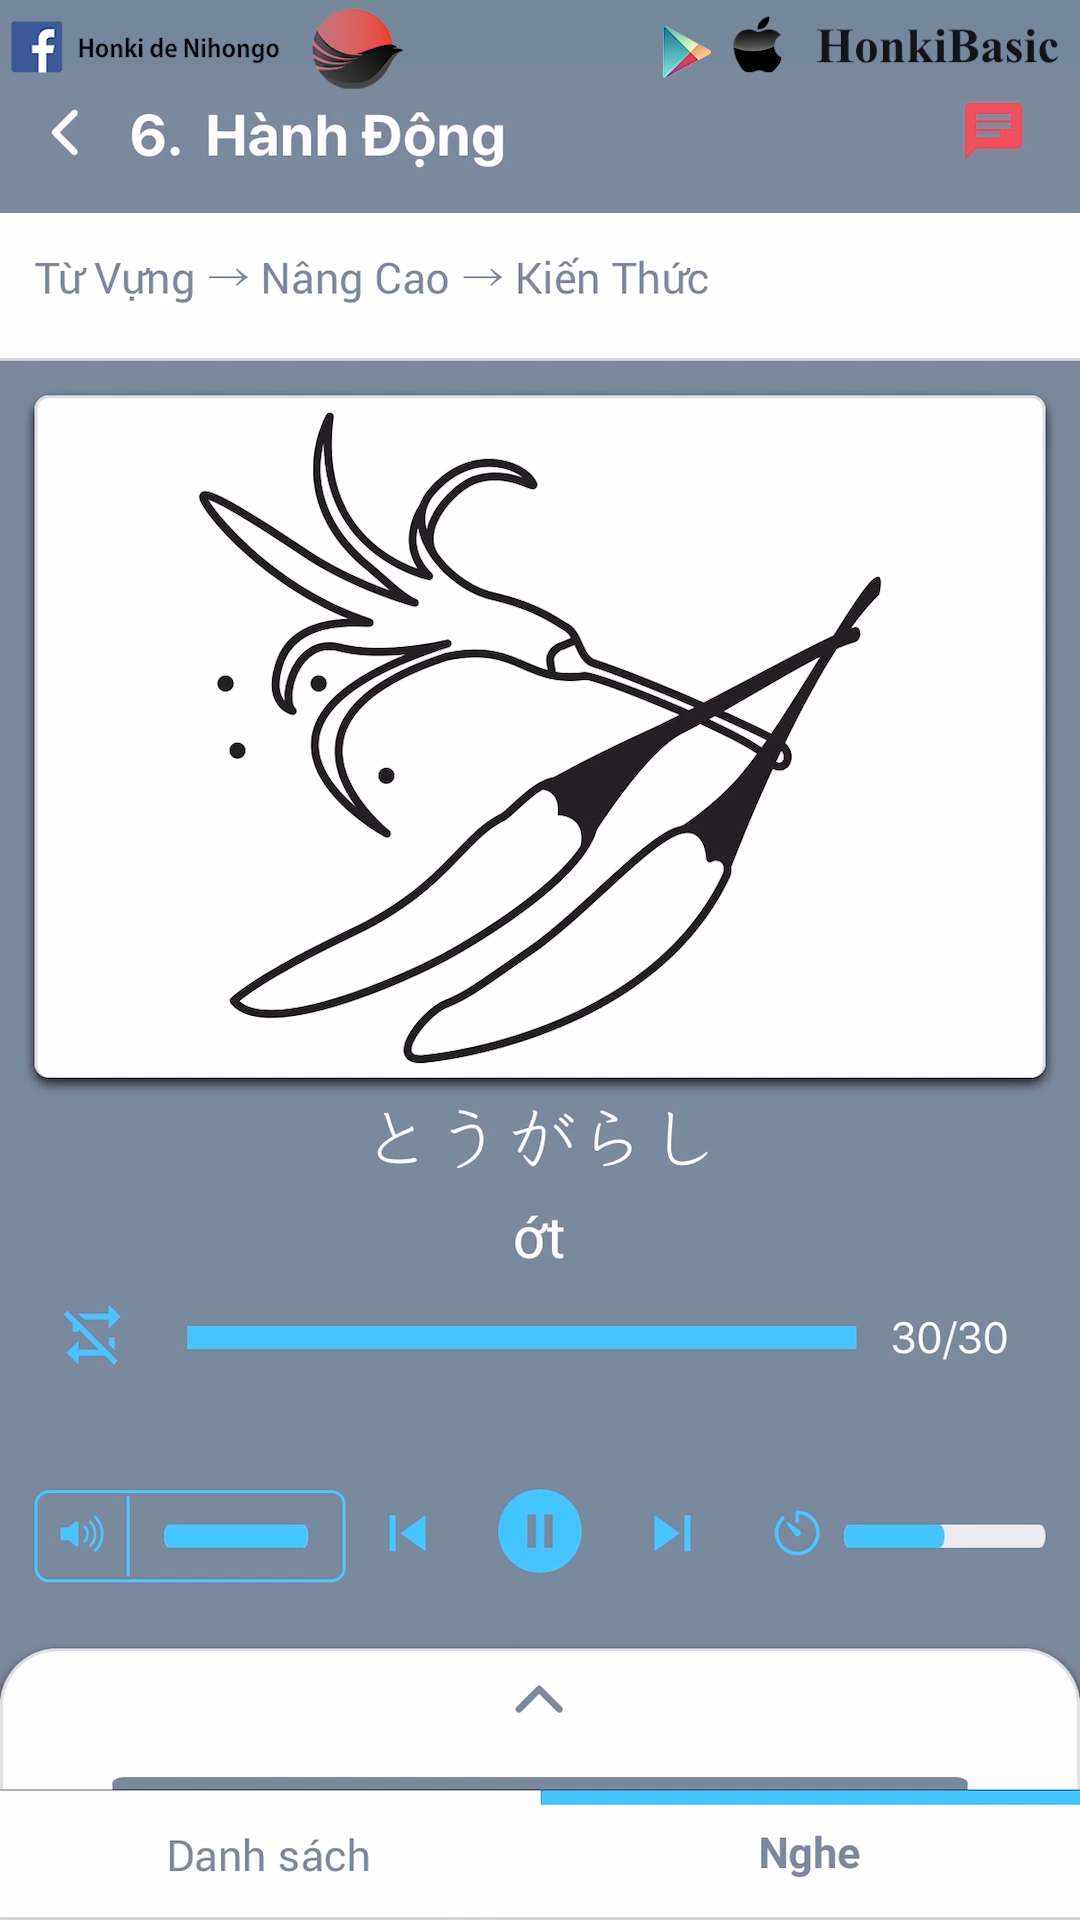 Honki de Nihongo
HonkiBasic
6. Hành Động
Từ Vựng → Nâng Cao → Kiến Thức
とうがらし
ớt
30/30
Danh sách
Nghe